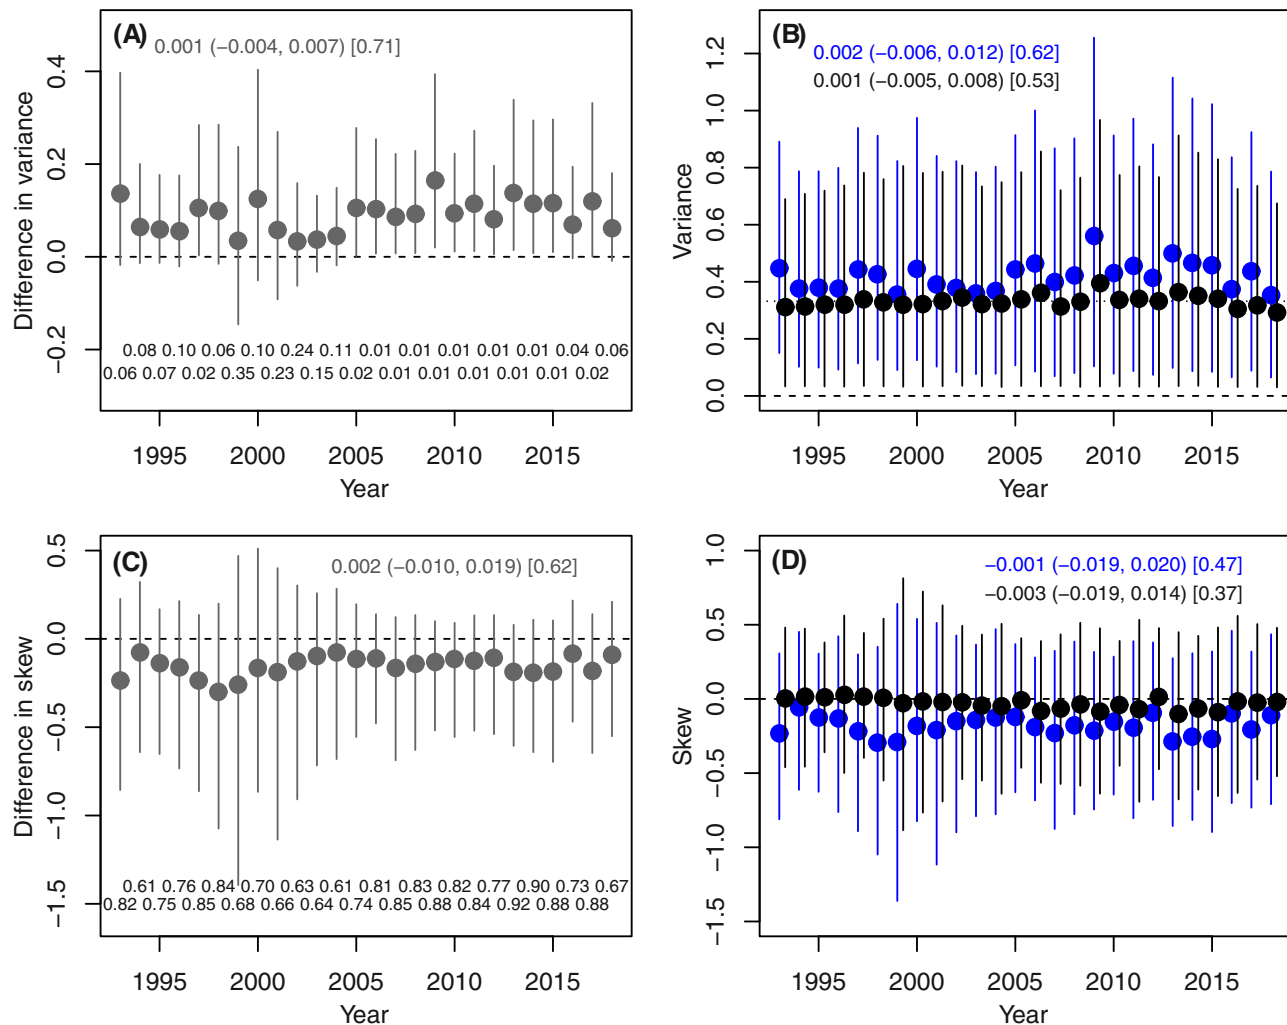 (A)
0.001 (−0.004, 0.007) [0.71]
Difference in variance
0.4
0.2
0.0
−0.2
0.08 0.10 0.06 0.10 0.24 0.11 0.01 0.01 0.01 0.01 0.01 0.04 0.06
0.06 0.07 0.02 0.35 0.23 0.15 0.02 0.01 0.01 0.01 0.01 0.01 0.02
1995 2000 2005 2010 2015
Year
(B)
0.002 (−0.006, 0.012) [0.62]
0.001 (−0.005, 0.008) [0.53]
Variance
1.2
1.0
0.8
0.6
0.4
0.2
0.0
1995 2000 2005 2010 2015
Year
(C)
0.002 (−0.010, 0.019) [0.62]
Difference in skew
0.5
0.0
−0.5
−1.0
−1.5
0.61 0.76 0.84 0.70 0.63 0.61 0.81 0.83 0.82 0.77 0.90 0.73 0.67
0.82 0.75 0.85 0.68 0.66 0.64 0.74 0.85 0.88 0.84 0.92 0.88 0.88
1995 2000 2005 2010 2015
Year
(D)
−0.001 (−0.019, 0.020) [0.47]
−0.003 (−0.019, 0.014) [0.37]
Skew
1.0
0.5
0.0
−0.5
−1.0
−1.5
1995 2000 2005 2010 2015
Year